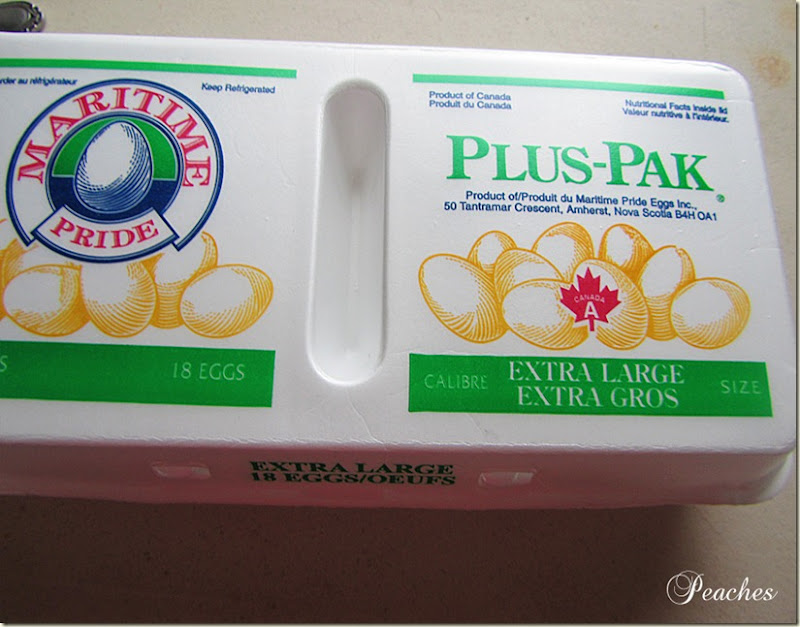 rder au réfrigérateur
Keep Refrigerated
MARITIME
PRIDE
S
18 EGGS
Product of Canada
Produit du Canada
Nutritional Facts inside lid
Valeur nutritive à l'intérieur.
PLUS-PAK®
Product of/Produit du Maritime Pride Eggs Inc.,
50 Tantramar Crescent, Amherst, Nova Scotia B4H OA1
CANADA
A
CALIBRE EXTRA LARGE SIZE
EXTRA GROS
EXTRA LARGE
18 EGGS/OEUFS
Peaches